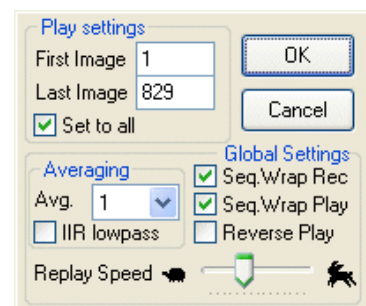 Play settings
First Image 1
Last Image 829
Set to all
OK
Cancel
Averaging
Avg. 1
IIR lowpass
Global Settings
Seq.Wrap Rec
Seq.Wrap Play
Reverse Play
Replay Speed